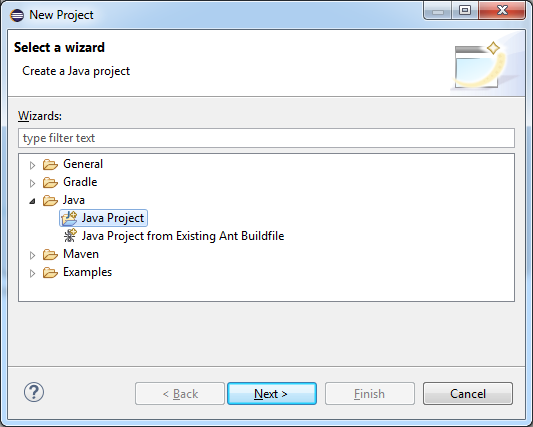 New Project
Select a wizard
Create a Java project
Wizards:
type filter text
General
Gradle
Java
Java Project
Java Project from Existing Ant Buildfile
Maven
Examples
? < Back Next > Finish Cancel